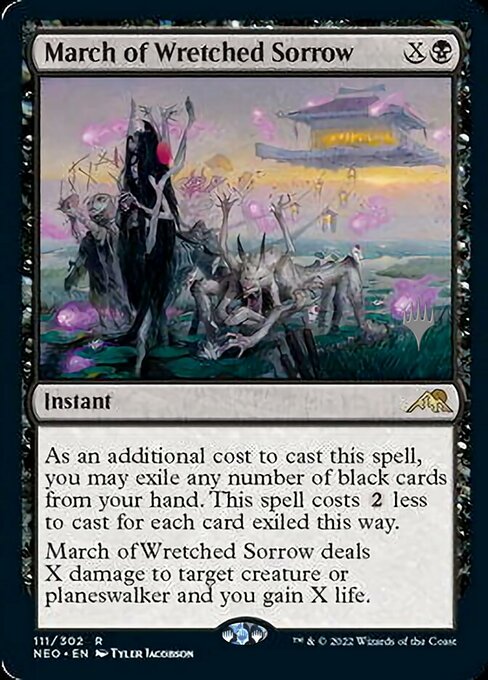 March of Wretched Sorrow X
Instant
As an additional cost to cast this spell,
you may exile any number of black cards
from your hand. This spell costs 2 less
to cast for each card exiled this way.
March of Wretched Sorrow deals
X damage to target creature or
planeswalker and you gain X life.
111/302 R
NEO • EN Tyler Jacobson
™ & © 2022 Wizards of the Coast